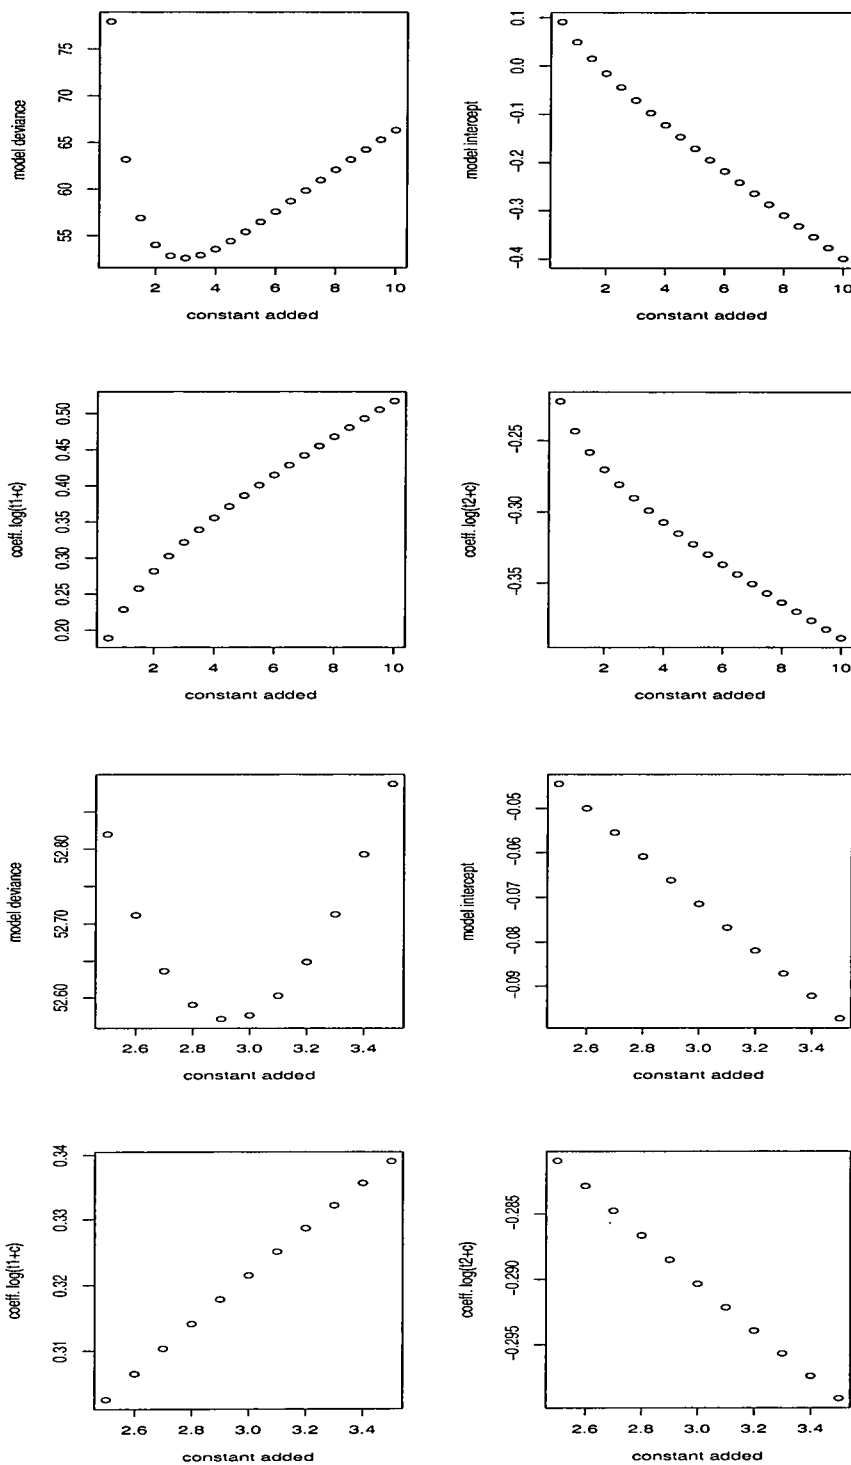 model deviance
75
70
65
60
55
2 4 6 8 10
constant added
model intercept
0.1
0.0
-0.1
-0.2
-0.3
-0.4
2 4 6 8 10
constant added
coeff. log(t1+c)
0.50
0.45
0.40
0.35
0.30
0.25
0.20
2 4 6 8 10
constant added
coeff. log(t2+c)
-0.25
-0.30
-0.35
2 4 6 8 10
constant added
model deviance
52.80
52.70
52.60
2.6 2.8 3.0 3.2 3.4
constant added
model intercept
-0.05
-0.06
-0.07
-0.08
-0.09
2.6 2.8 3.0 3.2 3.4
constant added
coeff. log(t1+c)
0.34
0.33
0.32
0.31
2.6 2.8 3.0 3.2 3.4
constant added
coeff. log(t2+c)
-0.285
-0.290
-0.295
2.6 2.8 3.0 3.2 3.4
constant added